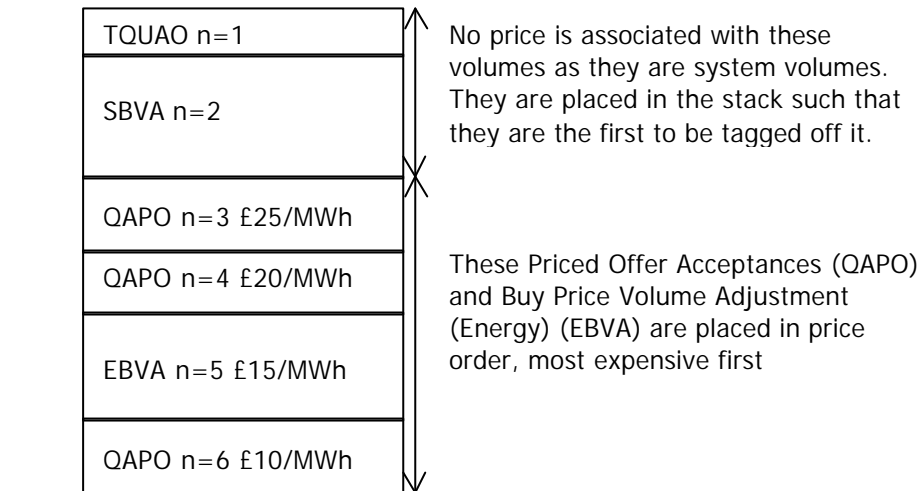 TQUAO n=1
SBVA n=2
QAPO n=3 £25/MWh
QAPO n=4 £20/MWh
EBVA n=5 £15/MWh
QAPO n=6 £10/MWh
No price is associated with these
volumes as they are system volumes.
They are placed in the stack such that
they are the first to be tagged off it.
These Priced Offer Acceptances (QAPO)
and Buy Price Volume Adjustment
(Energy) (EBVA) are placed in price
order, most expensive first